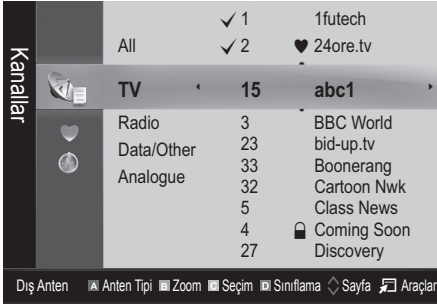 Kanallar
✓ 1 1futech
All ✓ 2 ♥ 24ore.tv
TV 15 abc1
Radio 3 BBC World
Data/Other 23 bid-up.tv
Analogue 33 Boonerang
32 Cartoon Nwk
5 Class News
4 Coming Soon
27 Discovery
Dış Anten A Anten Tipi B Zoom C Seçim D Sınıflama Sayfa Araçlar